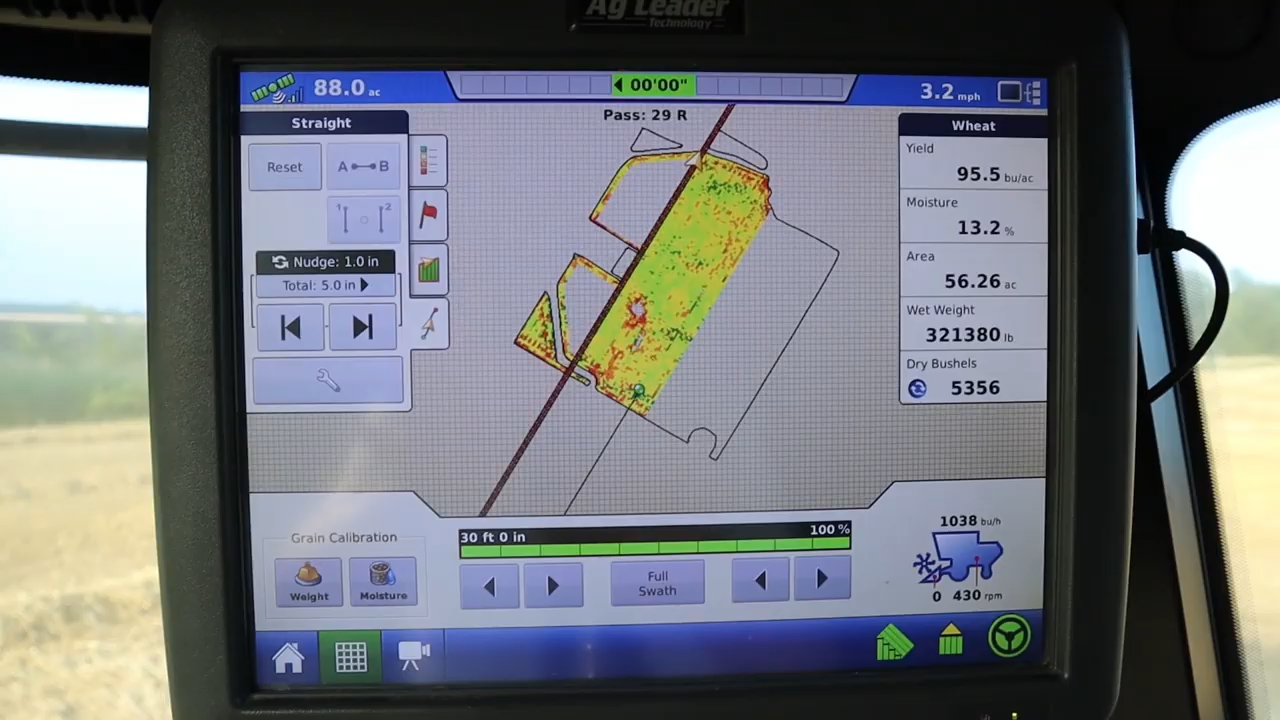 Ag Leader
Technology
88.0 ac
00'00"
3.2 mph
Pass: 29 R
Straight
Reset
A B
1 2
Nudge: 1.0 in
Total: 5.0 in
Wheat
Yield
95.5 bu/ac
Moisture
13.2 %
Area
56.26 ac
Wet Weight
321380 lb
Dry Bushels
5356
Grain Calibration
Weight
Moisture
30 ft 0 in
100 %
Full
Swath
1038 bu/h
0 430 rpm